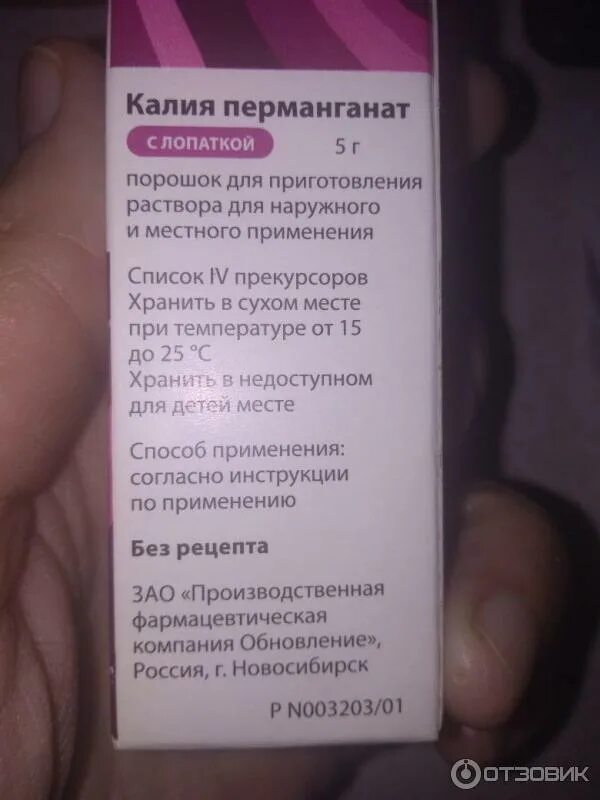 Калия перманганат
С ЛОПАТКОЙ 5 г
порошок для приготовления
раствора для наружного
и местного применения
Список IV прекурсоров
Хранить в сухом месте
при температуре от 15
до 25 °С
Хранить в недоступном
для детей месте
Способ применения:
согласно инструкции
по применению
Без рецепта
ЗАО «Производственная
фармацевтическая
компания Обновление»,
Россия, г. Новосибирск
Р N003203/01
ОТЗОВИК